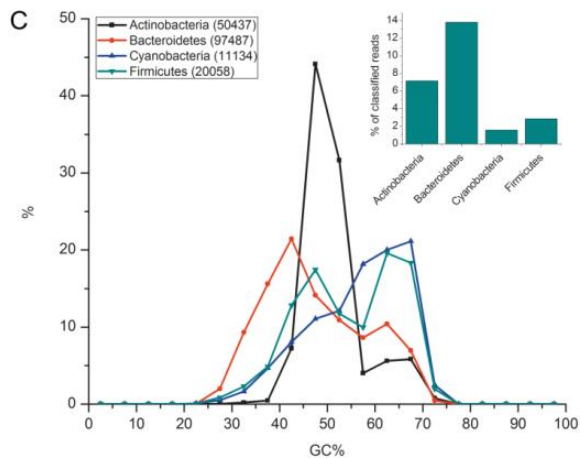 C
Actinobacteria (50437)
Bacteroidetes (97487)
Cyanobacteria (11134)
Firmicutes (20058)
50
40
30
20
10
0
%
0 10 20 30 40 50 60 70 80 90 100
GC%
14
12
10
8
6
4
2
0
% of classified reads
Actinobacteria
Bacteroidetes
Cyanobacteria
Firmicutes